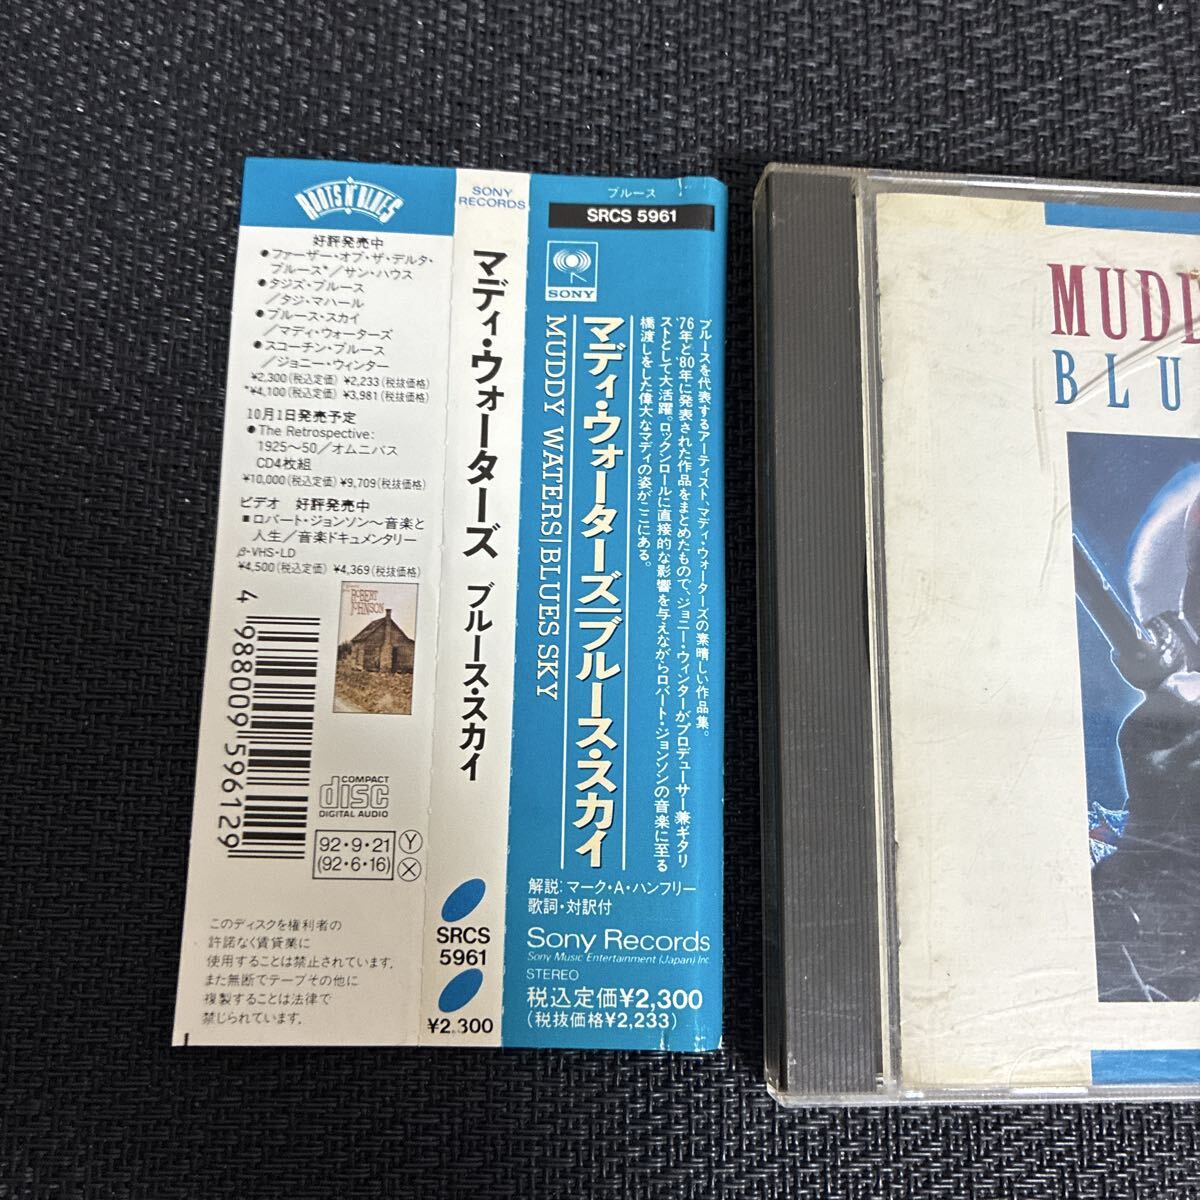 ROOTS N' BLUES
好評発売中
●ファーザー・オブ・ザ・デルタ・
ブルース*／サン・ハウス
●タジズ・ブルース
／タジ・マハール
●ブルース・スカイ
／マディ・ウォーターズ
●スコーチン・ブルース
／ジョニー・ウィンター
¥2,300(税込定価) ¥2,233(税抜価格)
*¥4,100(税込定価) ¥3,981(税抜価格)
10月1日発売予定
●The Retrospective:
1925〜50／オムニバス
CD4枚組
¥10,000(税込定価) ¥9,709(税抜価格)
ビデオ 好評発売中
■ロバート・ジョンソン〜音楽と
人生／音楽ドキュメンタリー
β-VHS・LD
¥4,500(税込定価) ¥4,369(税抜価格)
ROBERT
JOHNSON
4 988009 596129
COMPACT
disc
DIGITAL AUDIO
92・9・21 Y
(92・6・16) X
このディスクを権利者の
許諾なく賃貸業に
使用することは禁止されています。
また無断でテープその他に
複製することは法律で
禁じられています。
SONY
RECORDS
マディ・ウォーターズ ブルース・スカイ
SRCS
5961
¥2,300
ブルース
SRCS 5961
SONY
マディ・ウォーターズ|ブルース・スカイ
MUDDY WATERS|BLUES SKY
ブルースを代表するアーティスト、マディ・ウォーターズの素晴しい作品集。
'76年と'80年に発表された作品をまとめたもので、ジョニー・ウィンターがプロデューサー兼ギタリ
ストとして大活躍。ロックンロールに直接的な影響を与えながらロバート・ジョンソンの音楽に至る
橋渡しをした偉大なマディの姿がここにある。
解説：マーク・A・ハンフリー
歌詞・対訳付
Sony Records
Sony Music Entertainment (Japan) Inc.
STEREO
税込定価¥2,300
(税抜価格¥2,233)
MUDD
BLU